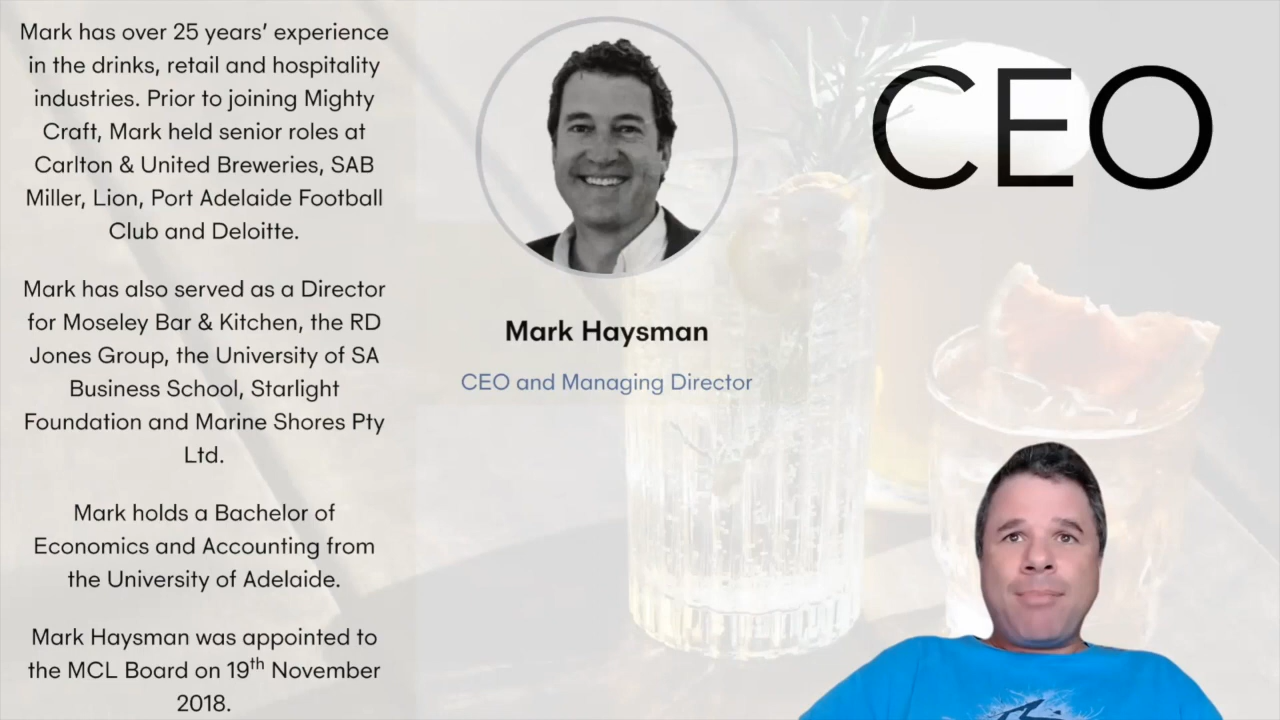 Mark has over 25 years’ experience
in the drinks, retail and hospitality
industries. Prior to joining Mighty
Craft, Mark held senior roles at
Carlton & United Breweries, SAB
Miller, Lion, Port Adelaide Football
Club and Deloitte.
Mark has also served as a Director
for Moseley Bar & Kitchen, the RD
Jones Group, the University of SA
Business School, Starlight
Foundation and Marine Shores Pty
Ltd.
Mark holds a Bachelor of
Economics and Accounting from
the University of Adelaide.
Mark Haysman was appointed to
the MCL Board on 19th November
2018.
Mark Haysman
CEO and Managing Director
CEO